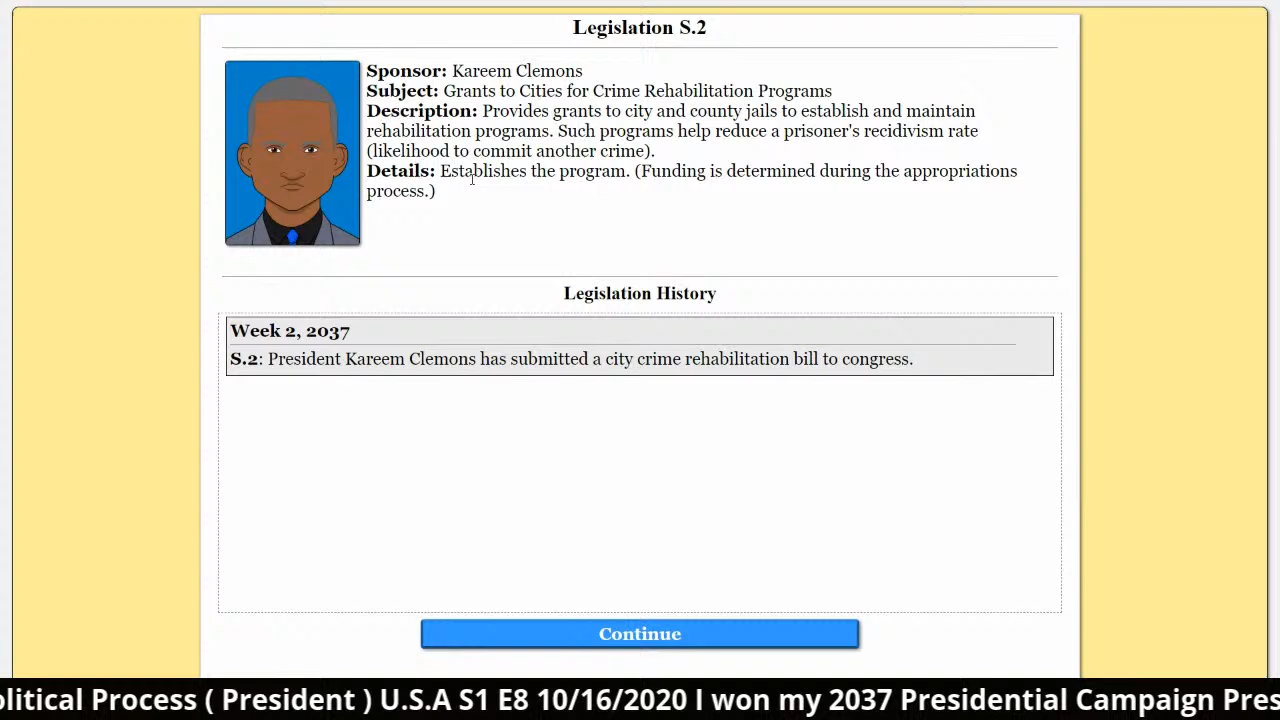 Legislation S.2
Sponsor: Kareem Clemons
Subject: Grants to Cities for Crime Rehabilitation Programs
Description: Provides grants to city and county jails to establish and maintain
rehabilitation programs. Such programs help reduce a prisoner's recidivism rate
(likelihood to commit another crime).
Details: Establishes the program. (Funding is determined during the appropriations
process.)
Legislation History
Week 2, 2037
S.2: President Kareem Clemons has submitted a city crime rehabilitation bill to congress.
Continue
olitical Process ( President ) U.S.A S1 E8 10/16/2020 I won my 2037 Presidential Campaign Pres